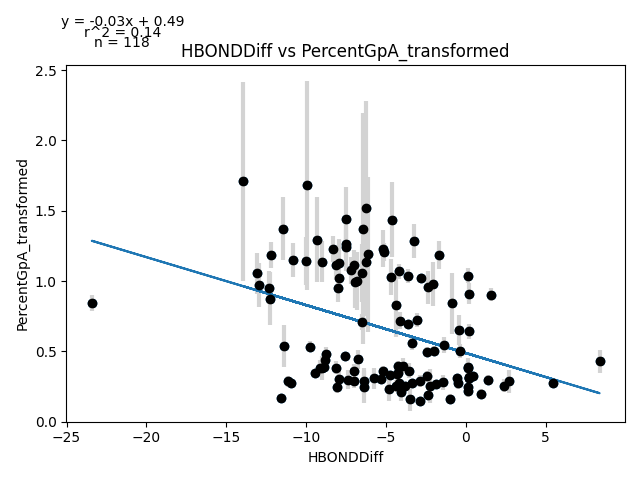 y = -0.03x + 0.49
r^2 = 0.14
n = 118
HBONDDiff vs PercentGpA_transformed
2.5
2.0
1.5
1.0
0.5
0.0
PercentGpA_transformed
−25
−20
−15
−10
−5
0
5
HBONDDiff